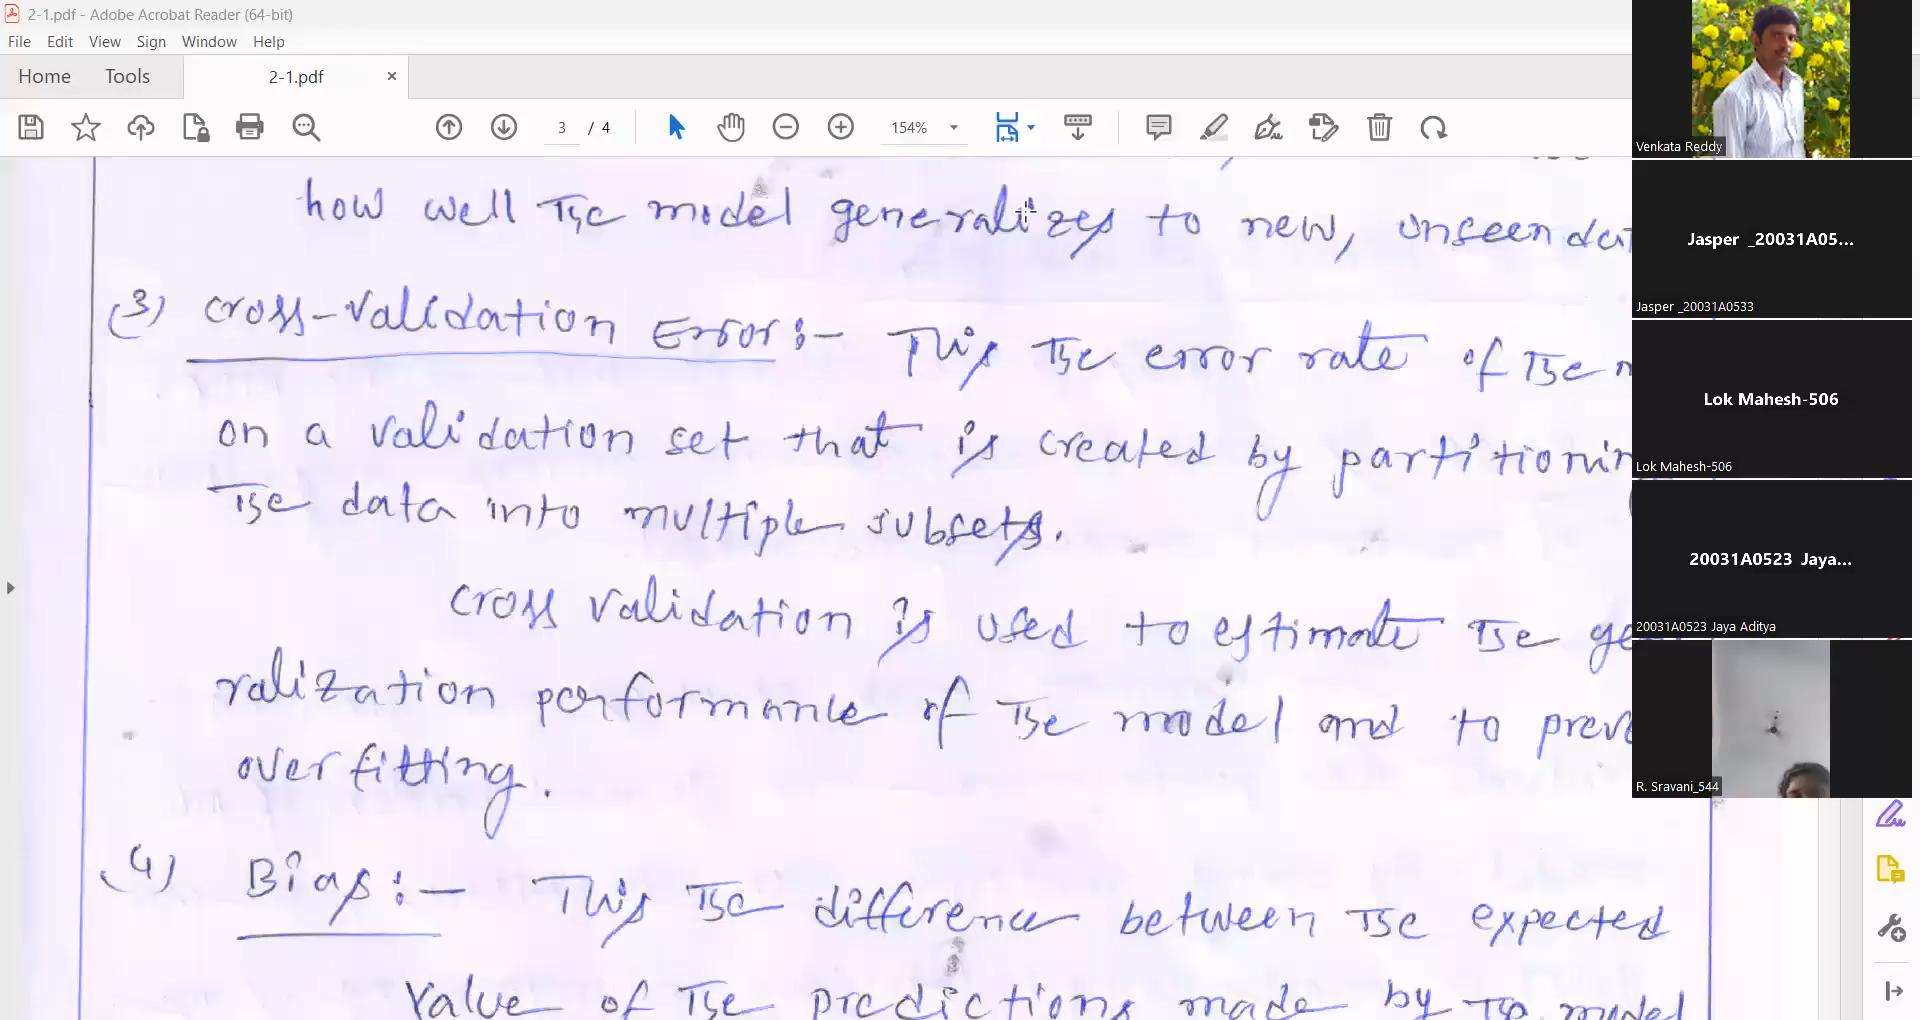 2-1.pdf - Adobe Acrobat Reader (64-bit)
File Edit View Sign Window Help
Home Tools 2-1.pdf ×
3 / 4 154%
how well The model generalizes to new, unseen dat
(3) Cross-Validation Error:- This The error rate of The m
on a validation set that is created by partitionin
The data into multiple subsets.
Cross validation is used to estimate The ge
ralization performance of The model and to preve
overfitting.
(4) Bias:- This The difference between The expected
value of The predictions made by The model
Venkata Reddy
Jasper _20031A05...
Jasper _20031A0533
Lok Mahesh-506
Lok Mahesh-506
20031A0523 Jaya...
20031A0523 Jaya Aditya
R. Sravani_544